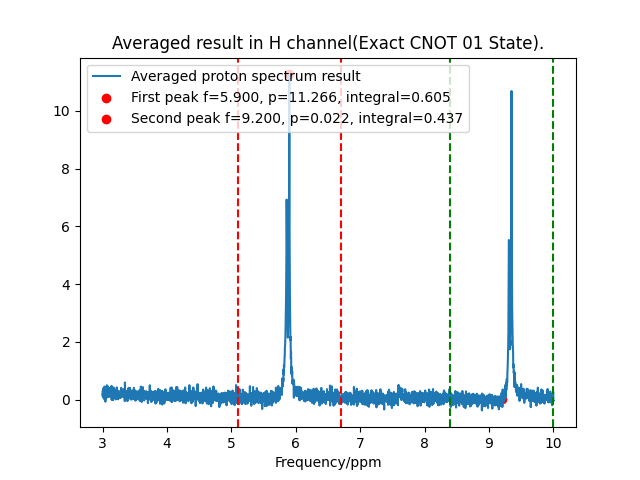 Averaged result in H channel(Exact CNOT 01 State).
Averaged proton spectrum result
First peak f=5.900, p=11.266, integral=0.605
Second peak f=9.200, p=0.022, integral=0.437
10
8
6
4
2
0
3 4 5 6 7 8 9 10
Frequency/ppm